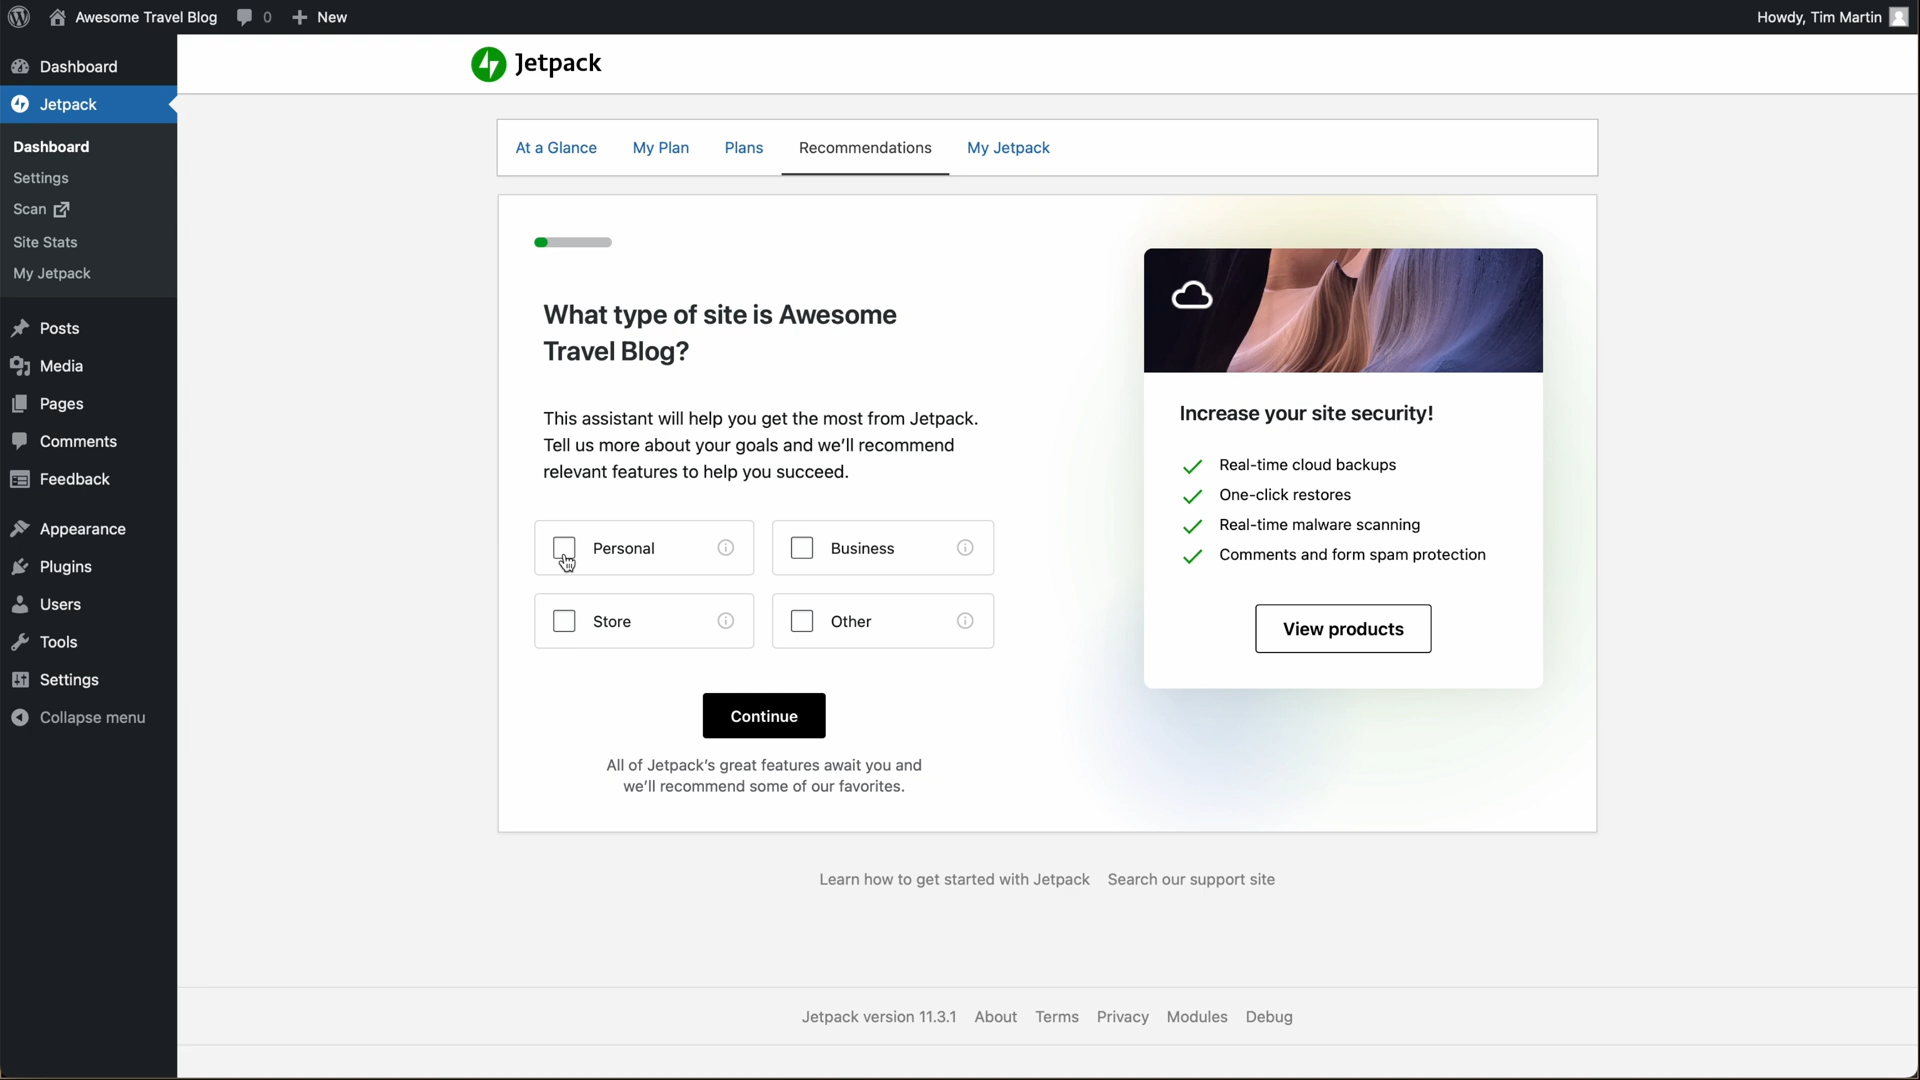 Awesome Travel Blog 0 New Howdy, Tim Martin
Dashboard
Jetpack
Dashboard
Settings
Scan
Site Stats
My Jetpack
Posts
Media
Pages
Comments
Feedback
Appearance
Plugins
Users
Tools
Settings
Collapse menu
Jetpack
At a Glance My Plan Plans Recommendations My Jetpack
What type of site is Awesome
Travel Blog?
This assistant will help you get the most from Jetpack.
Tell us more about your goals and we'll recommend
relevant features to help you succeed.
Personal Business
Store Other
Continue
All of Jetpack's great features await you and
we'll recommend some of our favorites.
Increase your site security!
Real-time cloud backups
One-click restores
Real-time malware scanning
Comments and form spam protection
View products
Learn how to get started with Jetpack Search our support site
Jetpack version 11.3.1 About Terms Privacy Modules Debug